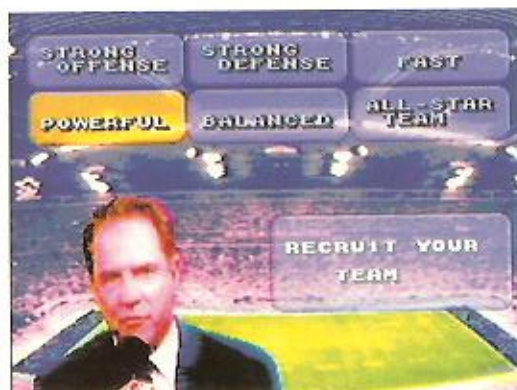 STRONG
OFFENSE
STRONG
DEFENSE
FAST
POWERFUL
BALANCED
ALL-STAR
TEAM
RECRUIT YOUR
TEAM